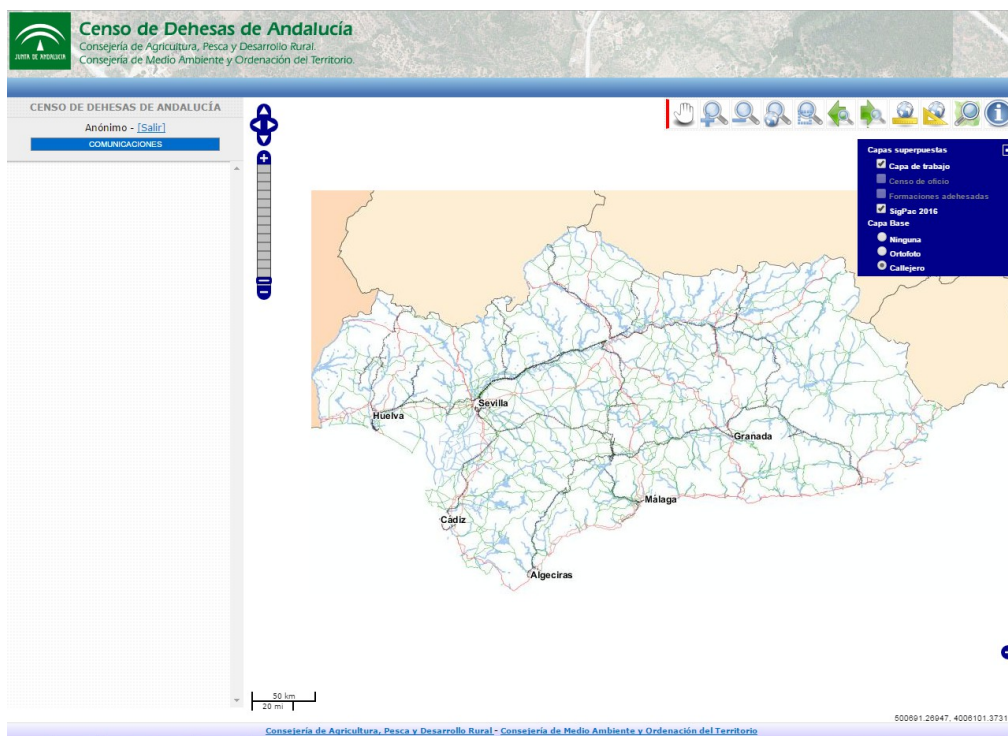 Censo de Dehesas de Andalucía
Consejería de Agricultura, Pesca y Desarrollo Rural.
Consejería de Medio Ambiente y Ordenación del Territorio.
JUNTA DE ANDALUCIA
CENSO DE DEHESAS DE ANDALUCÍA
Anónimo - [Salir]
COMUNICACIONES
Capas superpuestas
Capa de trabajo
Censo de oficio
Formaciones adehesadas
SigPac 2016
Capa Base
Ninguna
Ortofoto
Callejero
Sevilla
Huelva
Granada
Málaga
Cádiz
Algeciras
50 km
20 mi
500691.26947, 4006101.3731
Consejería de Agricultura, Pesca y Desarrollo Rural - Consejería de Medio Ambiente y Ordenación del Territorio